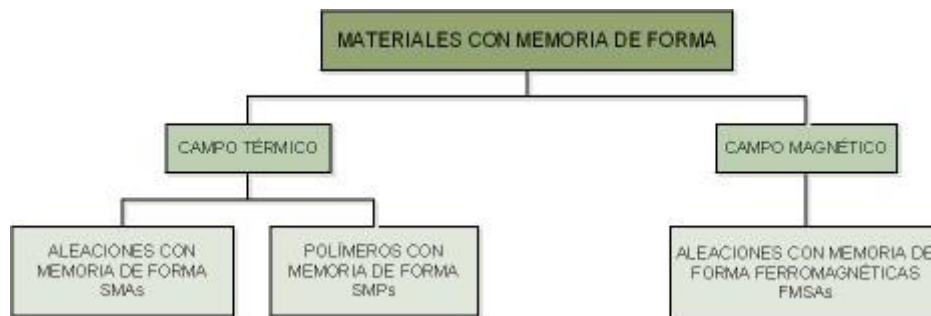 MATERIALES CON MEMORIA DE FORMA
CAMPO TÉRMICO
CAMPO MAGNÉTICO
ALEACIONES CON
MEMORIA DE FORMA
SMAs
POLÍMEROS CON
MEMORIA DE FORMA
SMPs
ALEACIONES CON MEMORIA DE
FORMA FERROMAGNÉTICAS
FMSAs